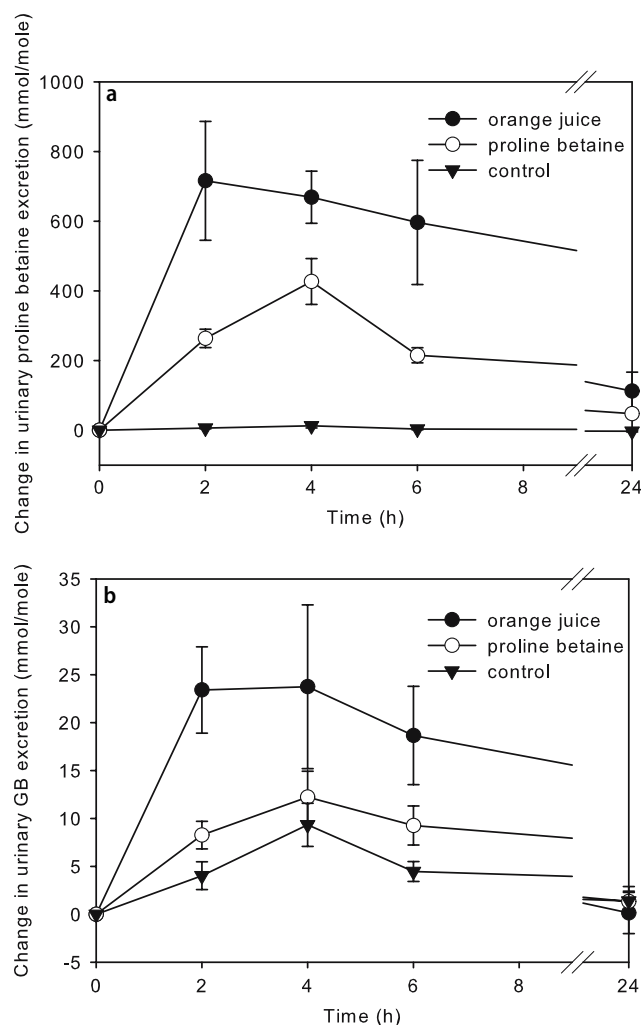 a
orange juice
proline betaine
control
Change in urinary proline betaine excretion (mmol/mole)
1000
800
600
400
200
0
0 2 4 6 8 24
Time (h)
b
orange juice
proline betaine
control
Change in urinary GB excretion (mmol/mole)
35
30
25
20
15
10
5
0
-5
0 2 4 6 8 24
Time (h)